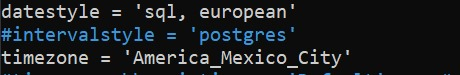 datestyle = 'sql, european'
#intervalstyle = 'postgres'
timezone = 'America_Mexico_City'